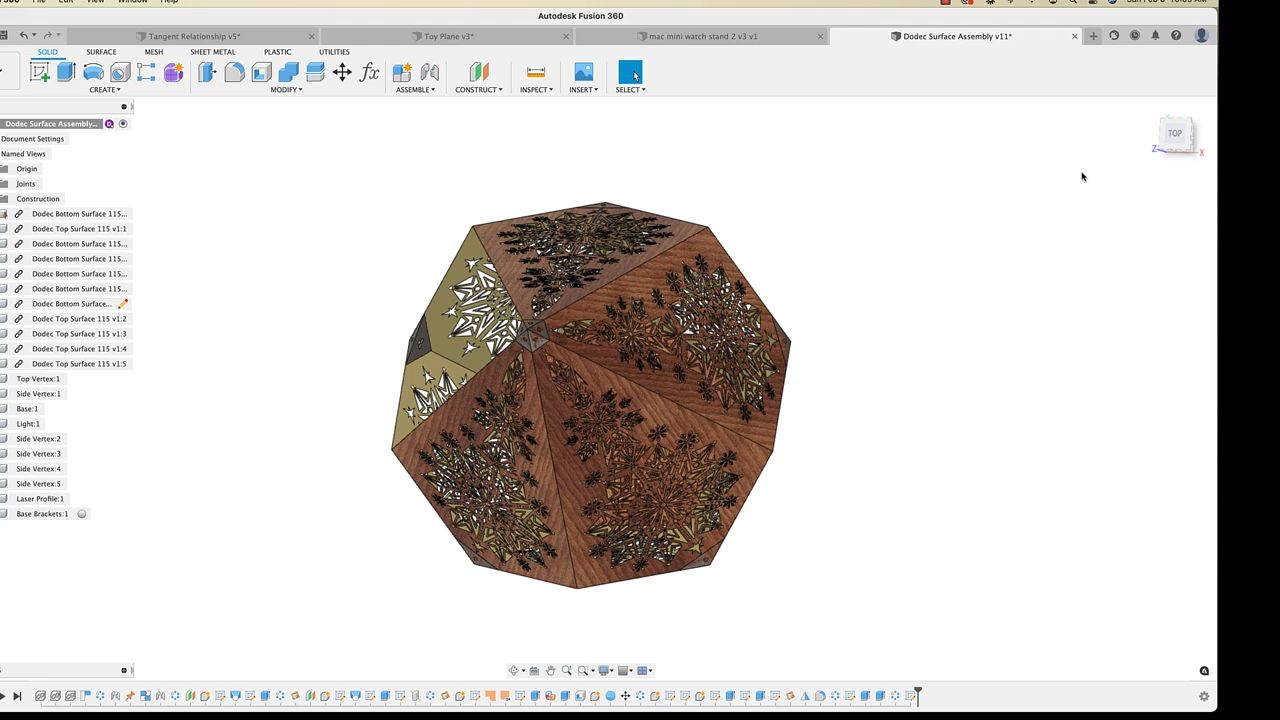 Window Help
Autodesk Fusion 360
Tangent Relationship v5*
Toy Plane v3*
mac mini watch stand 2 v3 v1
Dodec Surface Assembly v11*
SOLID SURFACE MESH SHEET METAL PLASTIC UTILITIES
CREATE MODIFY ASSEMBLE CONSTRUCT INSPECT INSERT SELECT
fx
TOP
Z X
Dodec Surface Assembly...
Document Settings
Named Views
Origin
Joints
Construction
Dodec Bottom Surface 115...
Dodec Top Surface 115 v1:1
Dodec Bottom Surface 115...
Dodec Bottom Surface 115...
Dodec Bottom Surface 115...
Dodec Bottom Surface 115...
Dodec Bottom Surface...
Dodec Top Surface 115 v1:2
Dodec Top Surface 115 v1:3
Dodec Top Surface 115 v1:4
Dodec Top Surface 115 v1:5
Top Vertex:1
Side Vertex:1
Base:1
Light:1
Side Vertex:2
Side Vertex:3
Side Vertex:4
Side Vertex:5
Laser Profile:1
Base Brackets:1